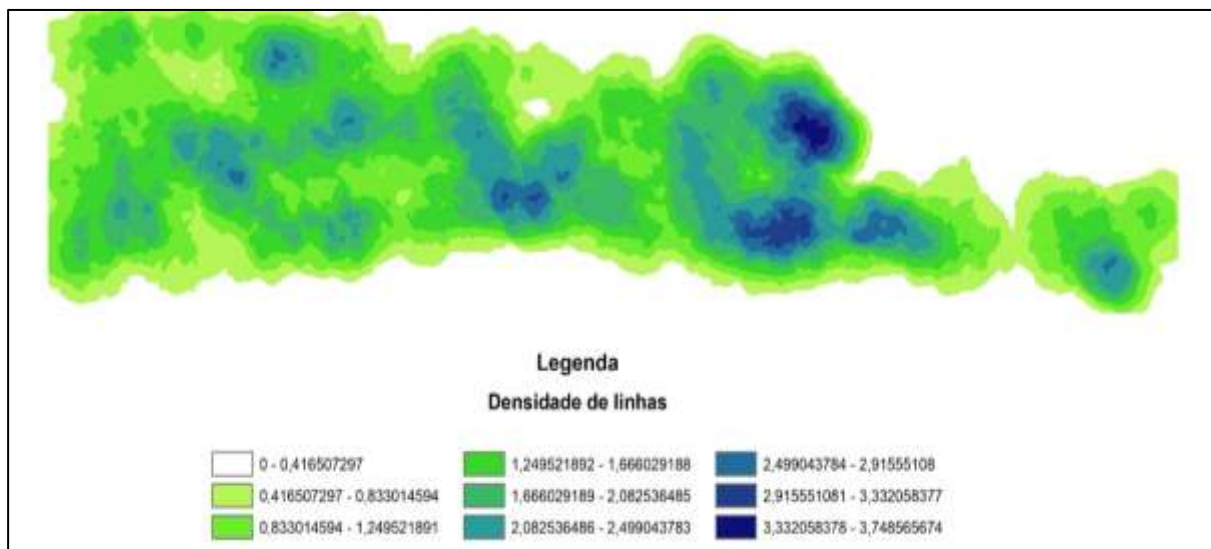 Legenda
Densidade de linhas
0 - 0,416507297
0,416507297 - 0,833014594
0,833014594 - 1,249521891
1,249521892 - 1,666029188
1,666029189 - 2,082536485
2,082536486 - 2,499043783
2,499043784 - 2,91555108
2,915551081 - 3,332058377
3,332058378 - 3,748565674